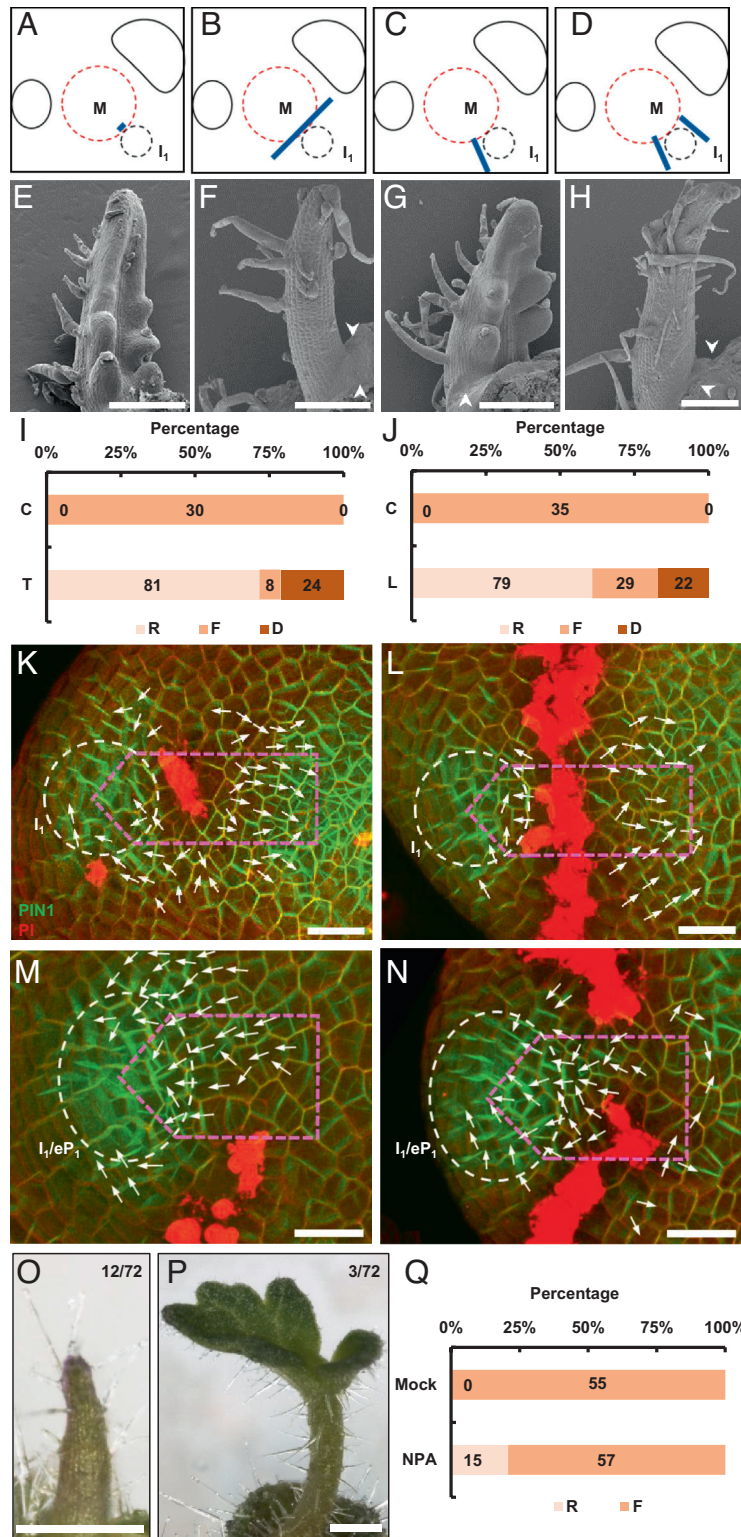 A B C D
M M M M
I1 I1 I1 I1
E F G H
I Percentage J Percentage
0% 25% 50% 75% 100% 0% 25% 50% 75% 100%
C 0 30 0 C 0 35 0
T 81 8 24 L 79 29 22
R F D R F D
K L
I1 I1
PIN1
PI
M N
I1/eP1 I1/eP1
O 12/72 P 3/72 Q
Percentage
0% 25% 50% 75% 100%
Mock 0 55
NPA 15 57
R F